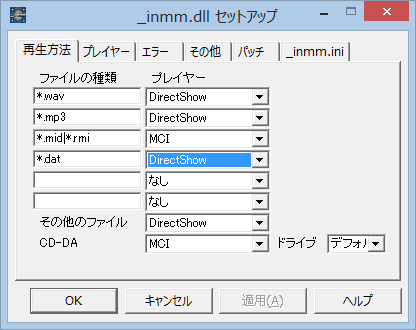 _inmm.dll セットアップ
再生方法 プレイヤー エラー その他 パッチ _inmm.ini
ファイルの種類 プレイヤー
*.wav DirectShow
*.mp3 DirectShow
*.mid|*.rmi MCI
*.dat DirectShow
なし
なし
その他のファイル DirectShow
CD-DA MCI ドライブ デフォル
OK キャンセル 適用(A) ヘルプ